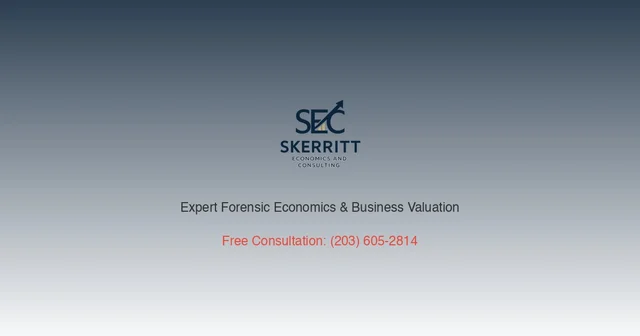 SEC
SKERRITT
ECONOMICS AND
CONSULTING
Expert Forensic Economics & Business Valuation
Free Consultation: (203) 605-2814